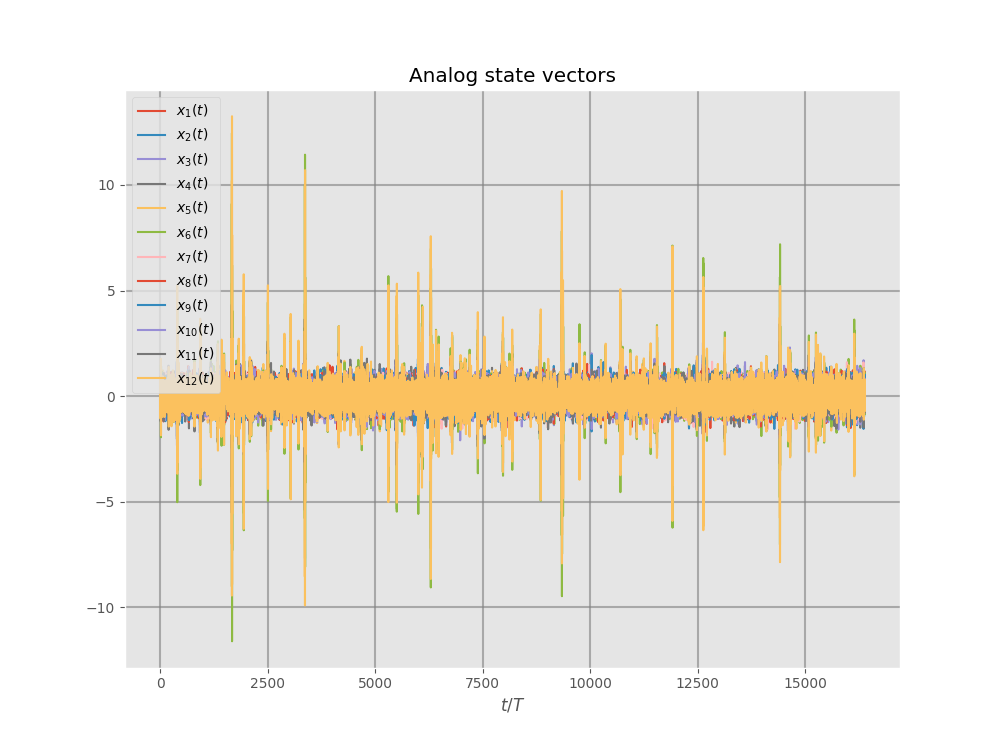 Analog state vectors
x₁(t)
x₂(t)
x₃(t)
x₄(t)
x₅(t)
x₆(t)
x₇(t)
x₈(t)
x₉(t)
x₁₀(t)
x₁₁(t)
x₁₂(t)
10
5
0
−5
−10
0 2500 5000 7500 10000 12500 15000
t/T